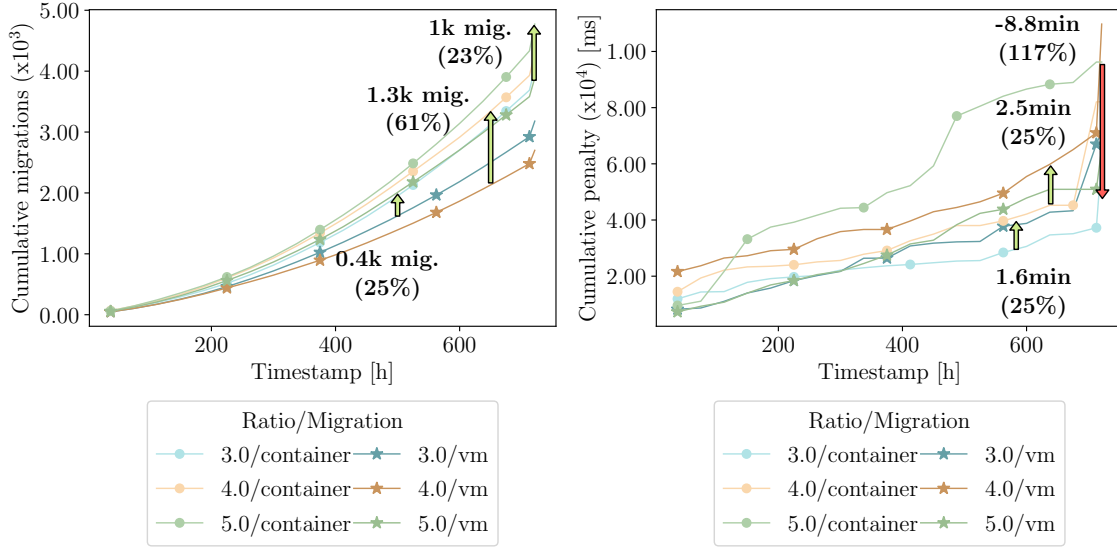 5.00
4.00
3.00
2.00
1.00
0.00
Cumulative migrations (x10³)
1k mig.
(23%)
1.3k mig.
(61%)
0.4k mig.
(25%)
200
400
600
Timestamp [h]
Ratio/Migration
3.0/container
3.0/vm
4.0/container
4.0/vm
5.0/container
5.0/vm
1.00
8.00
6.00
4.00
2.00
Cumulative penalty (x10⁴) [ms]
-8.8min
(117%)
2.5min
(25%)
1.6min
(25%)
200
400
600
Timestamp [h]
Ratio/Migration
3.0/container
3.0/vm
4.0/container
4.0/vm
5.0/container
5.0/vm